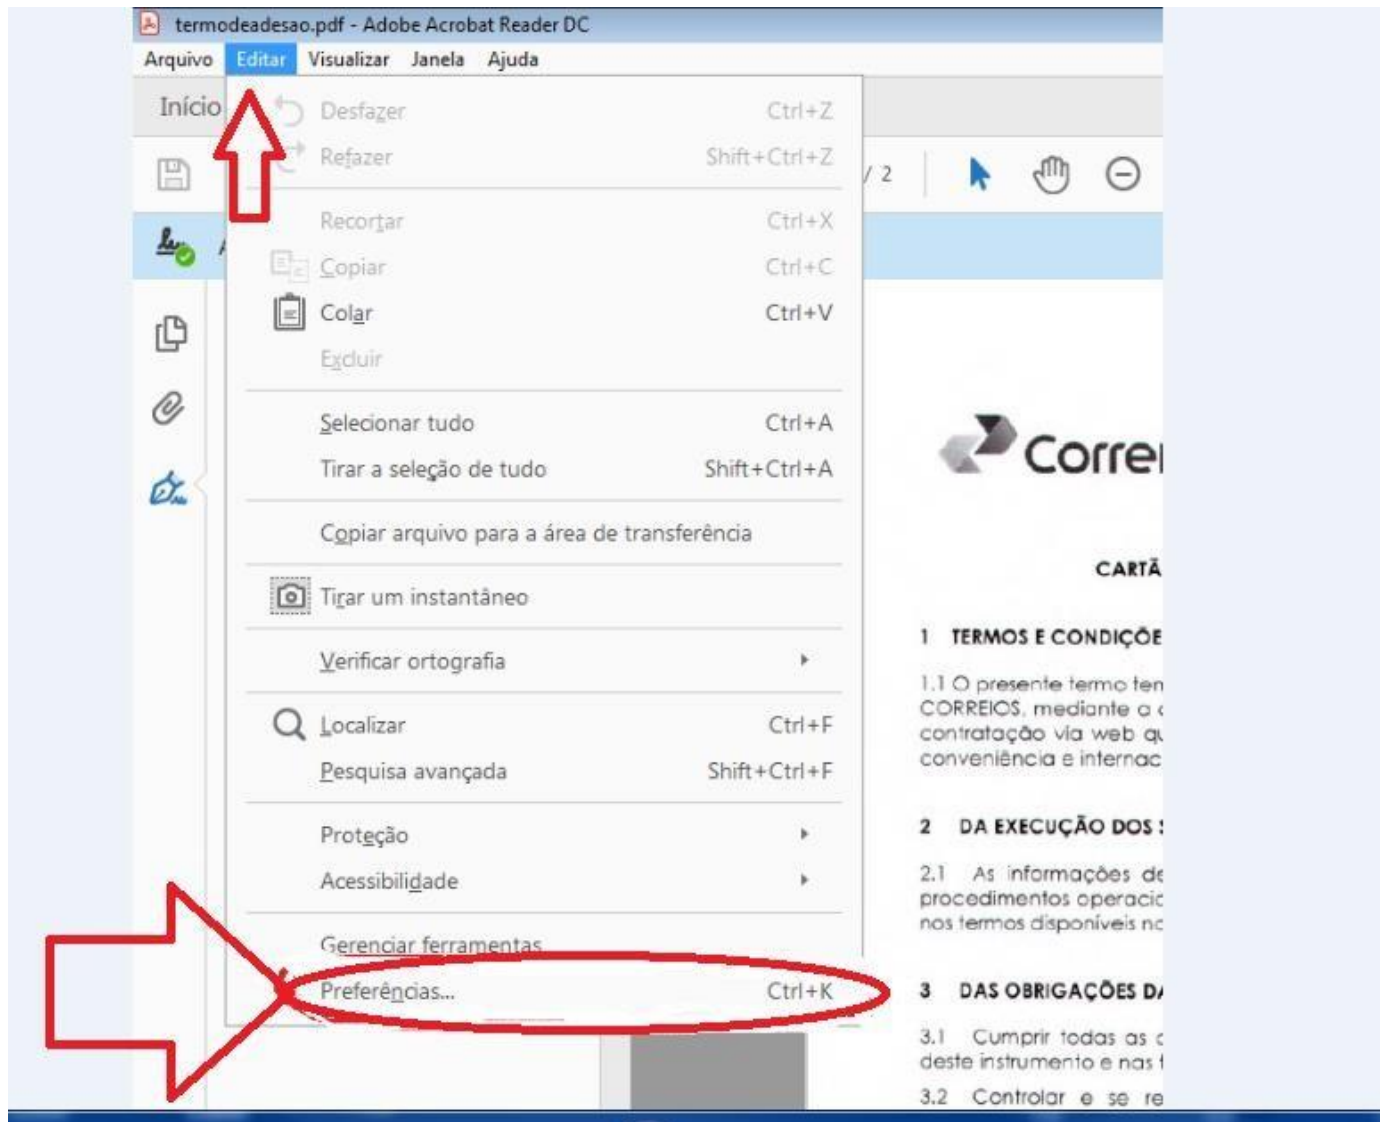 termodeadesao.pdf - Adobe Acrobat Reader DC
Arquivo Editar Visualizar Janela Ajuda
Início
Desfazer Ctrl+Z
Refazer Shift+Ctrl+Z
/ 2
Recortar Ctrl+X
A
Copiar Ctrl+C
Colar Ctrl+V
Excluir
Selecionar tudo Ctrl+A
Tirar a seleção de tudo Shift+Ctrl+A
Copiar arquivo para a área de transferência
Tirar um instantâneo
Verificar ortografia
Localizar Ctrl+F
Pesquisa avançada Shift+Ctrl+F
Proteção
Acessibilidade
Gerenciar ferramentas
Preferências... Ctrl+K
Correi
CARTÃ
1 TERMOS E CONDIÇÕE
1.1 O presente termo tem
CORREIOS, mediante a
contratação via web qu
conveniência e internac
2 DA EXECUÇÃO DOS
2.1 As informações de
procedimentos operacio
nos termos disponíveis no
3 DAS OBRIGAÇÕES DA
3.1 Cumprir todas as
deste instrumento e nas
3.2 Controlar e se re